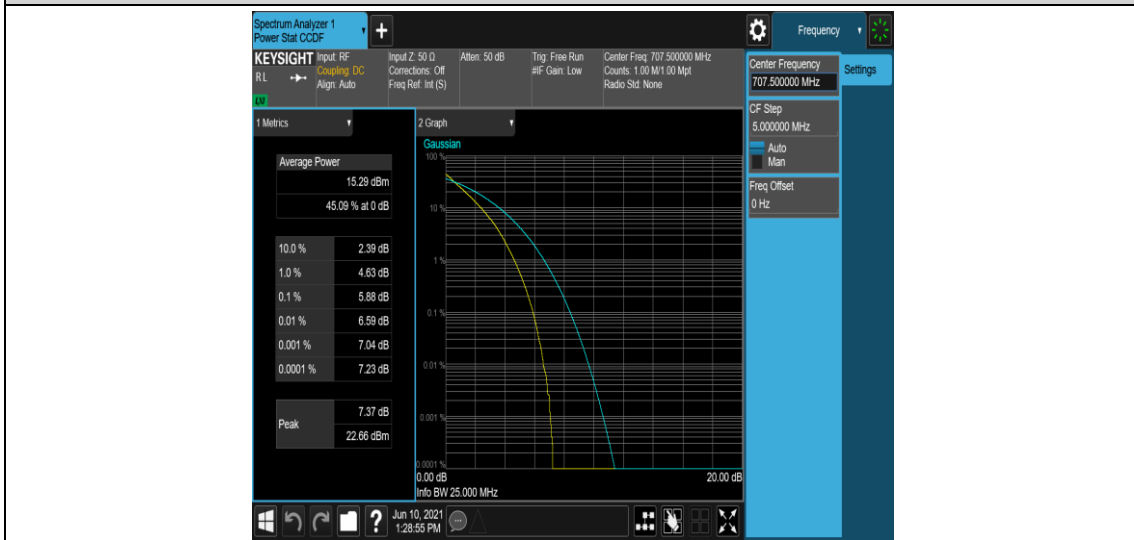 Spectrum Analyzer 1
Power Stat CCDF
+
Frequency
KEYSIGHT
RL
LXI
Input: RF
Coupling: DC
Align: Auto
Input Z: 50 Ω
Corrections: Off
Freq Ref: Int (S)
Atten: 50 dB
Trig: Free Run
#IF Gain: Low
Center Freq: 707.500000 MHz
Counts: 1.00 M/1.00 Mpt
Radio Std: None
Center Frequency
707.500000 MHz
Settings
CF Step
5.000000 MHz
Auto
Man
Freq Offset
0 Hz
1 Metrics
Average Power
15.29 dBm
45.09 % at 0 dB
10.0 % 2.39 dB
1.0 % 4.63 dB
0.1 % 5.88 dB
0.01 % 6.59 dB
0.001 % 7.04 dB
0.0001 % 7.23 dB
Peak
7.37 dB
22.66 dBm
2 Graph
Gaussian
100 %
10 %
1 %
0.1 %
0.01 %
0.001 %
0.0001 %
0.00 dB 20.00 dB
Info BW 25.000 MHz
?
Jun 10, 2021
1:28:55 PM